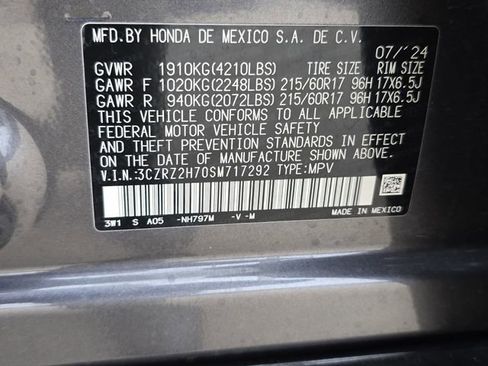 MFD.BY HONDA DE MEXICO S.A. DE C.V.
07/'24
GVWR 1910KG(4210LBS) TIRE SIZE RIM SIZE
GAWR F 1020KG(2248LBS) 215/60R17 96H 17X6.5J
GAWR R 940KG(2072LBS) 215/60R17 96H 17X6.5J
THIS VEHICLE CONFORMS TO ALL APPLICABLE
FEDERAL MOTOR VEHICLE SAFETY
AND THEFT PREVENTION STANDARDS IN EFFECT
ON THE DATE OF MANUFACTURE SHOWN ABOVE.
V.I.N.:3CZRZ2H70SM717292 TYPE:MPV
3W1 S A05 -NH797M -V -M
MADE IN MEXICO